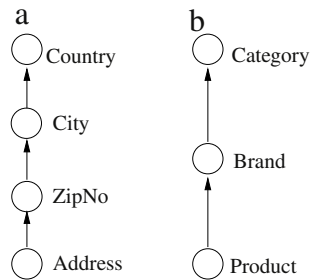 a
Country
City
ZipNo
Address
b
Category
Brand
Product